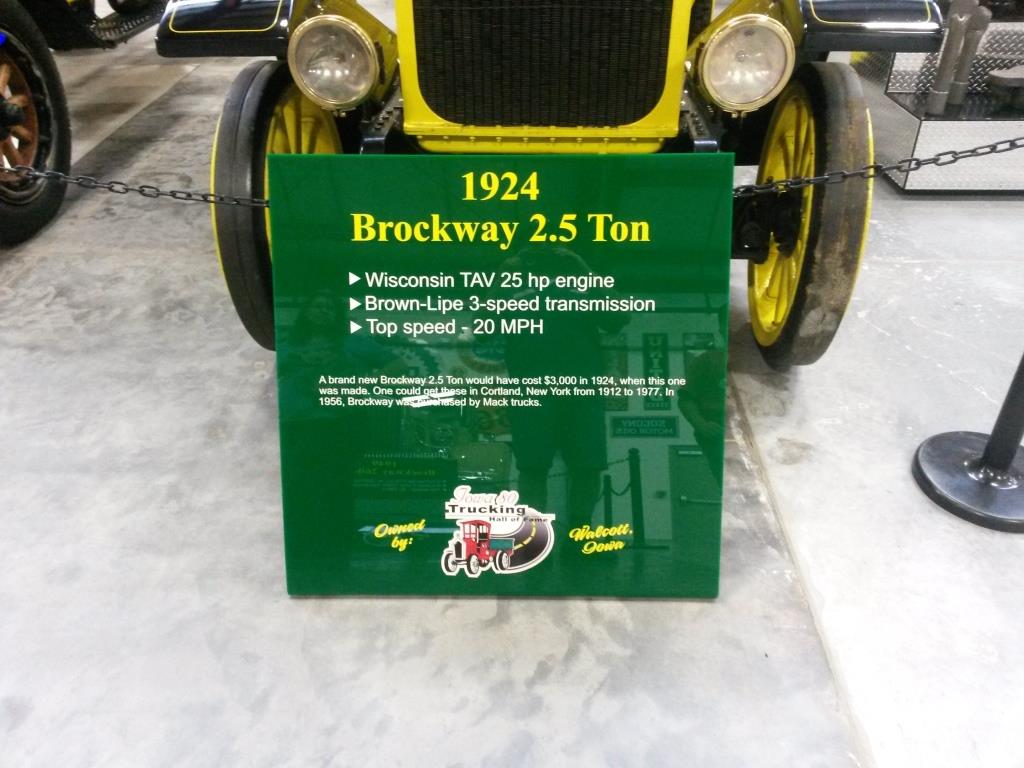 1924
Brockway 2.5 Ton
Wisconsin TAV 25 hp engine
Brown-Lipe 3-speed transmission
Top speed - 20 MPH
A brand new Brockway 2.5 Ton would have cost $3,000 in 1924, when this one
was made. One could get these in Cortland, New York from 1912 to 1977. In
1956, Brockway was purchased by Mack trucks.
Iowa 80
Trucking
Hall of Fame
Owned
by:
Walcott,
Iowa